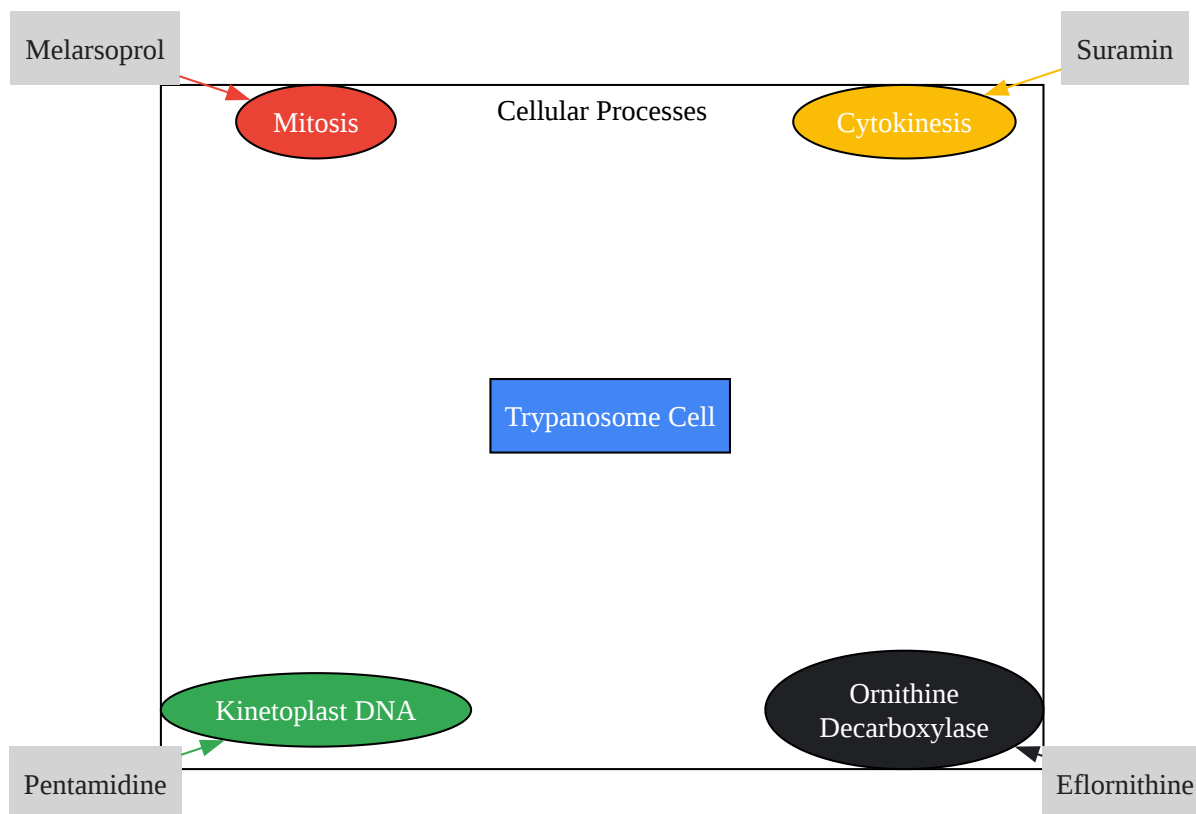 Melarsoprol
Suramin
Cellular Processes
Mitosis
Cytokinesis
Trypanosome Cell
Kinetoplast DNA
Ornithine
Decarboxylase
Pentamidine
Eflornithine